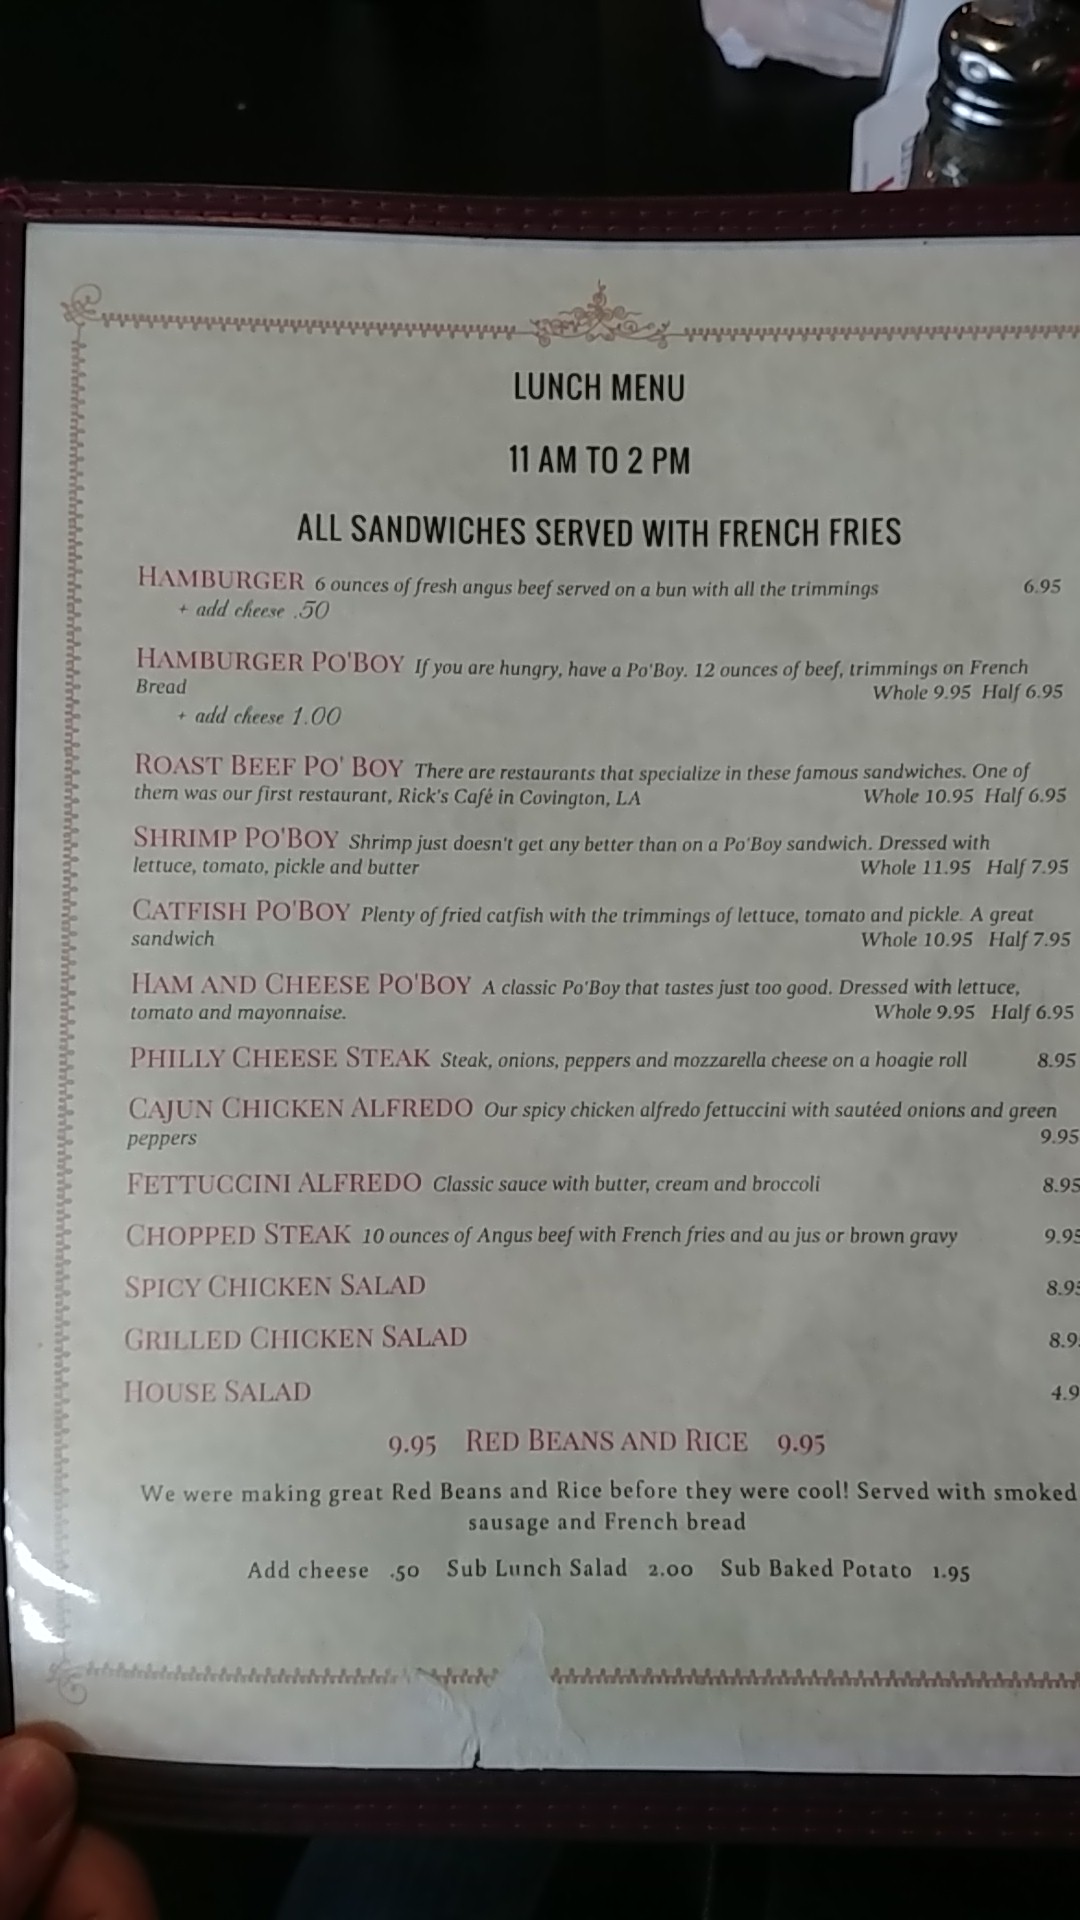 LUNCH MENU
11 AM TO 2 PM
ALL SANDWICHES SERVED WITH FRENCH FRIES
HAMBURGER 6 ounces of fresh angus beef served on a bun with all the trimmings 6.95
+ add cheese .50
HAMBURGER PO'BOY If you are hungry, have a Po'Boy. 12 ounces of beef, trimmings on French
Bread Whole 9.95 Half 6.95
+ add cheese 1.00
ROAST BEEF PO' BOY There are restaurants that specialize in these famous sandwiches. One of
them was our first restaurant, Rick's Café in Covington, LA Whole 10.95 Half 6.95
SHRIMP PO'BOY Shrimp just doesn't get any better than on a Po'Boy sandwich. Dressed with
lettuce, tomato, pickle and butter Whole 11.95 Half 7.95
CATFISH PO'BOY Plenty of fried catfish with the trimmings of lettuce, tomato and pickle. A great
sandwich Whole 10.95 Half 7.95
HAM AND CHEESE PO'BOY A classic Po'Boy that tastes just too good. Dressed with lettuce,
tomato and mayonnaise. Whole 9.95 Half 6.95
PHILLY CHEESE STEAK Steak, onions, peppers and mozzarella cheese on a hoagie roll 8.95
CAJUN CHICKEN ALFREDO Our spicy chicken alfredo fettuccini with sautéed onions and green
peppers 9.95
FETTUCCINI ALFREDO Classic sauce with butter, cream and broccoli 8.95
CHOPPED STEAK 10 ounces of Angus beef with French fries and au jus or brown gravy 9.95
SPICY CHICKEN SALAD 8.95
GRILLED CHICKEN SALAD 8.9
HOUSE SALAD 4.9
9.95 RED BEANS AND RICE 9.95
We were making great Red Beans and Rice before they were cool! Served with smoked
sausage and French bread
Add cheese .50 Sub Lunch Salad 2.00 Sub Baked Potato 1.95